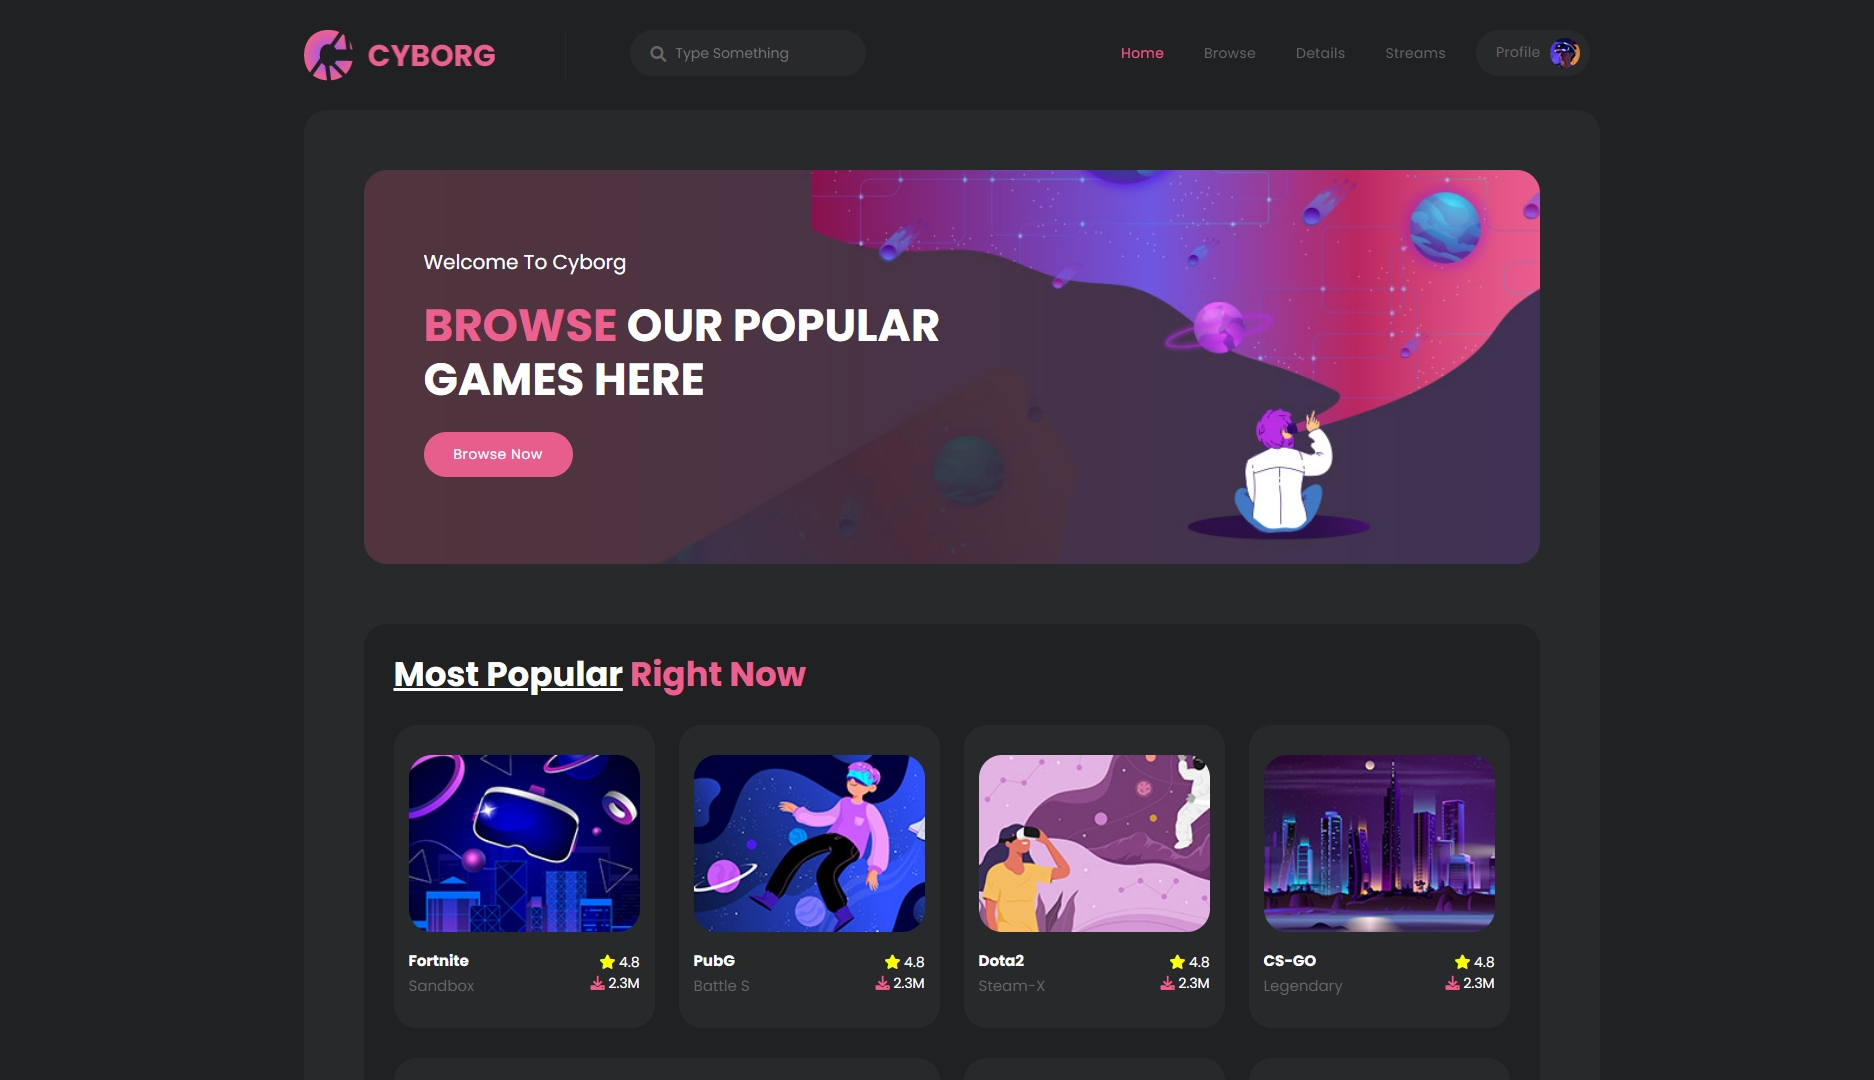 CYBORG
Type Something
Home Browse Details Streams Profile
Welcome To Cyborg
BROWSE OUR POPULAR
GAMES HERE
Browse Now
Most Popular Right Now
Fortnite 4.8
Sandbox 2.3M
PubG 4.8
Battle S 2.3M
Dota2 4.8
Steam-X 2.3M
CS-GO 4.8
Legendary 2.3M